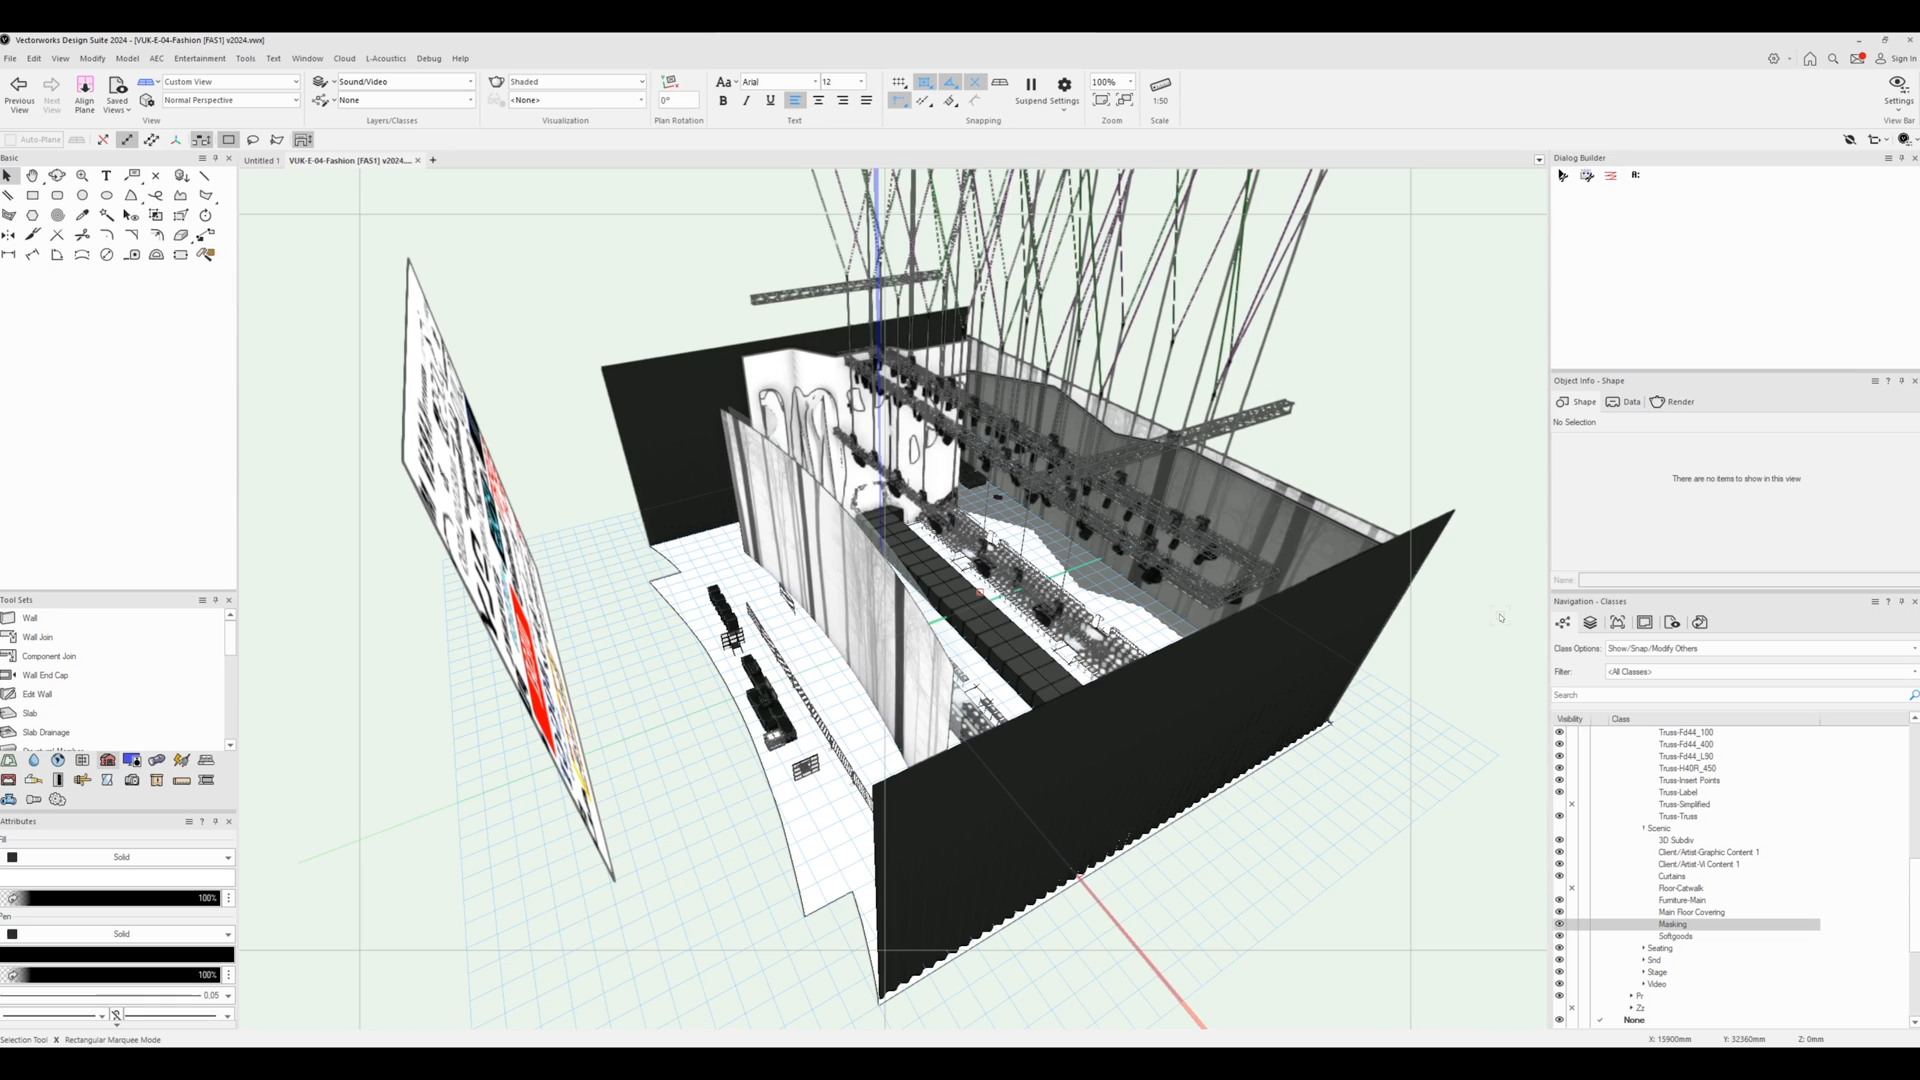 Vectorworks Design Suite 2024 - [VUK-E-04-Fashion [FAS1] v2024.vwx]
File Edit View Modify Model AEC Entertainment Tools Text Window Cloud L-Acoustics Debug Help
Sign In
Previous View
Next View
Align Plane
Saved Views
Custom View
Normal Perspective
View
Sound/Video
None
Layers/Classes
Shaded
<None>
Visualization
0°
Plan Rotation
Aa
Arial
12
B I U
Text
Suspend
Settings
Snapping
100%
Zoom
1:50
Scale
Settings
View Bar
Auto-Plane
Basic
Untitled 1
VUK-E-04-Fashion [FAS1] v2024....
Tool Sets
Wall
Wall Join
Component Join
Wall End Cap
Edit Wall
Slab
Slab Drainage
Attributes
Solid
100%
Pen
Solid
100%
0.05
Selection Tool
Rectangular Marquee Mode
Dialog Builder
Object Info - Shape
Shape
Data
Render
No Selection
There are no items to show in this view
Name:
Navigation - Classes
Class Options: Show/Snap/Modify Others
Filter: <All Classes>
Search
Visibility Class
Truss-Fd44_100
Truss-Fd44_400
Truss-Fd44_L90
Truss-H40R_450
Truss-Insert Points
Truss-Label
Truss-Simplified
Truss-Truss
Scenic
3D Subdiv
Client/Artist-Graphic Content 1
Client/Artist-Vi Content 1
Curtains
Floor-Catwalk
Furniture-Main
Main Floor Covering
Masking
Softgoods
Seating
Snd
Stage
Video
Pr
Zz
None
X: 15900mm Y: 32360mm Z: 0mm